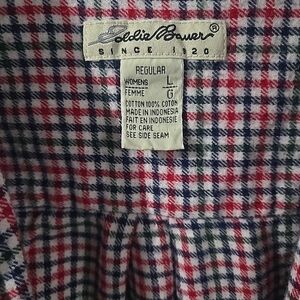 Eddie Bauer®
SINCE 1920
REGULAR
WOMENS L
FEMME G
COTTON 100% COTON
MADE IN INDONESIA
FAIT EN INDONESIE
FOR CARE
SEE SIDE SEAM